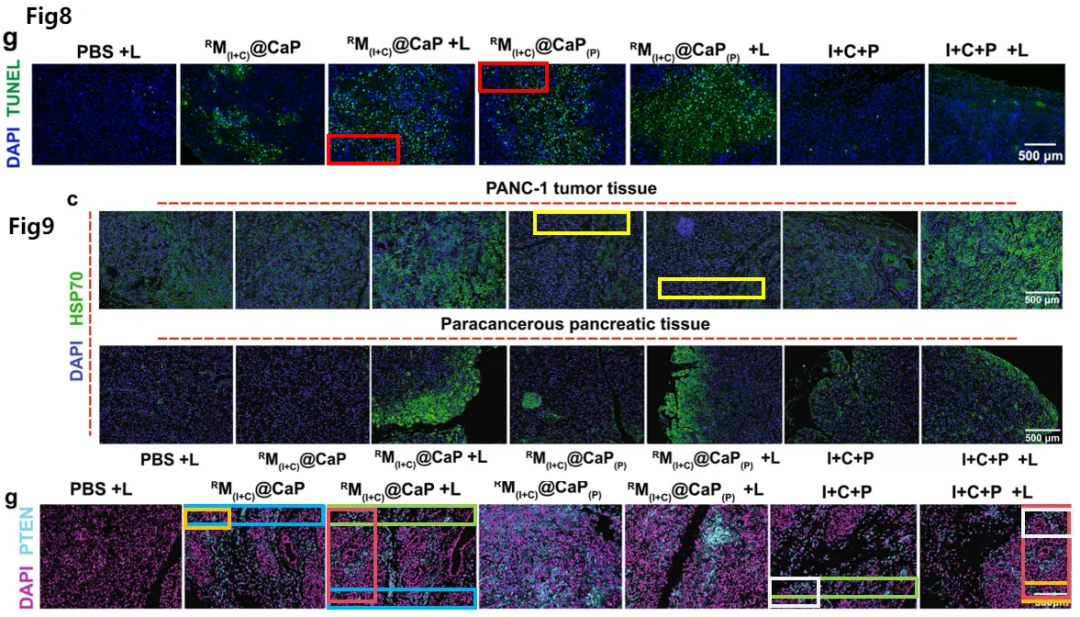 Fig8
g
PBS +L RM(I+C)@CaP RM(I+C)@CaP +L RM(I+C)@CaP(P) RM(I+C)@CaP(P) +L I+C+P I+C+P +L
DAPI TUNEL
500 μm
c
PANC-1 tumor tissue
Fig9
DAPI HSP70
500 μm
Paracancerous pancreatic tissue
500 μm
PBS +L RM(I+C)@CaP RM(I+C)@CaP +L RM(I+C)@CaP(P) RM(I+C)@CaP(P) +L I+C+P I+C+P +L
g
PBS +L RM(I+C)@CaP RM(I+C)@CaP +L RM(I+C)@CaP(P) RM(I+C)@CaP(P) +L I+C+P I+C+P +L
DAPI PTEN